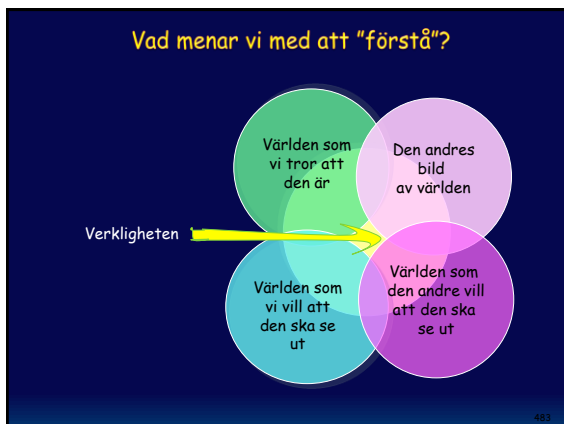 Vad menar vi med att ”förstå”?
Världen som
vi tror att
den är
Den andres
bild
av världen
Verkligheten
Världen som
vi vill att
den ska se
ut
Världen som
den andre vill
att den ska
se ut
483